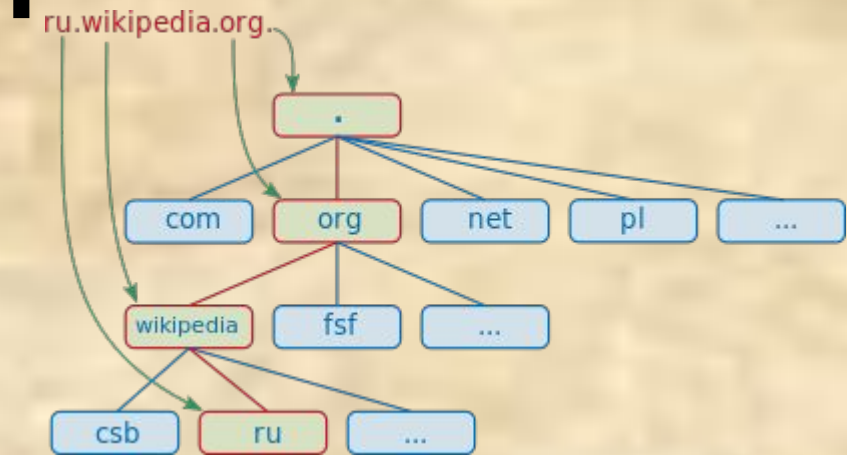 ru.wikipedia.org.
.
com org net pl ...
wikipedia fsf ...
csb ru ...